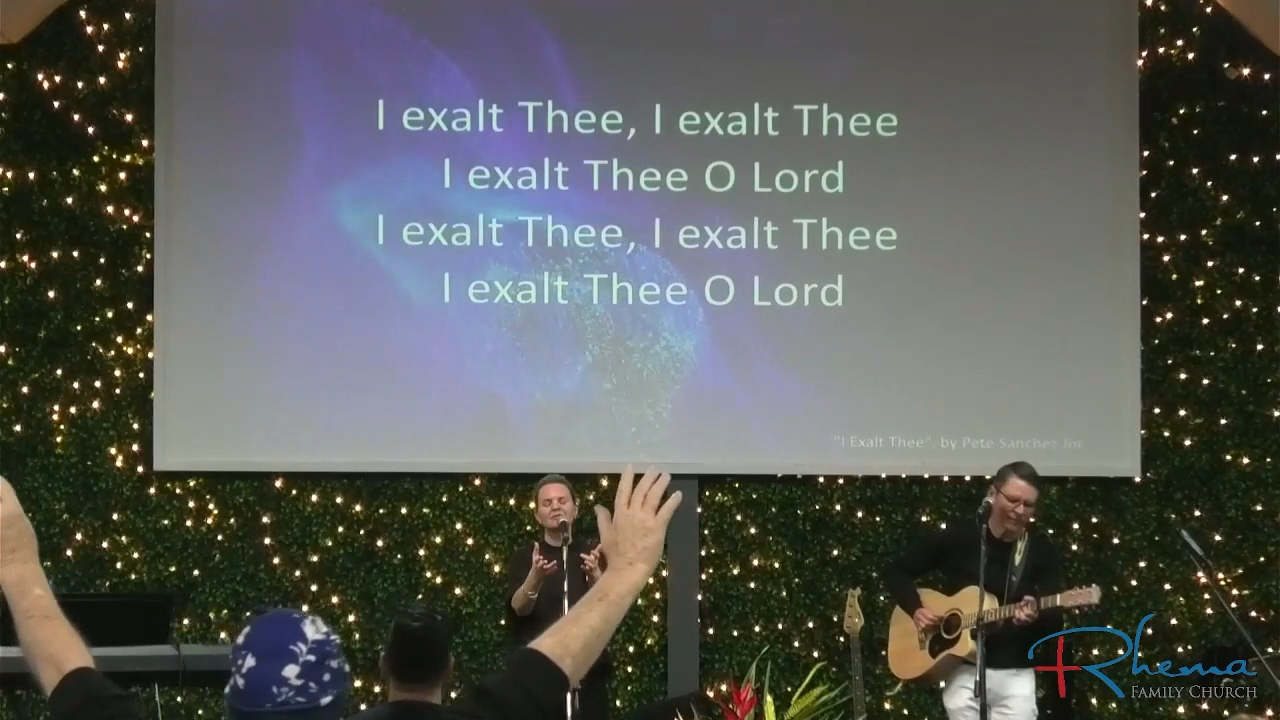 I exalt Thee, I exalt Thee
I exalt Thee O Lord
I exalt Thee, I exalt Thee
I exalt Thee O Lord
"I Exalt Thee", by Pete Sanchez Jnr
Rhema
FAMILY CHURCH